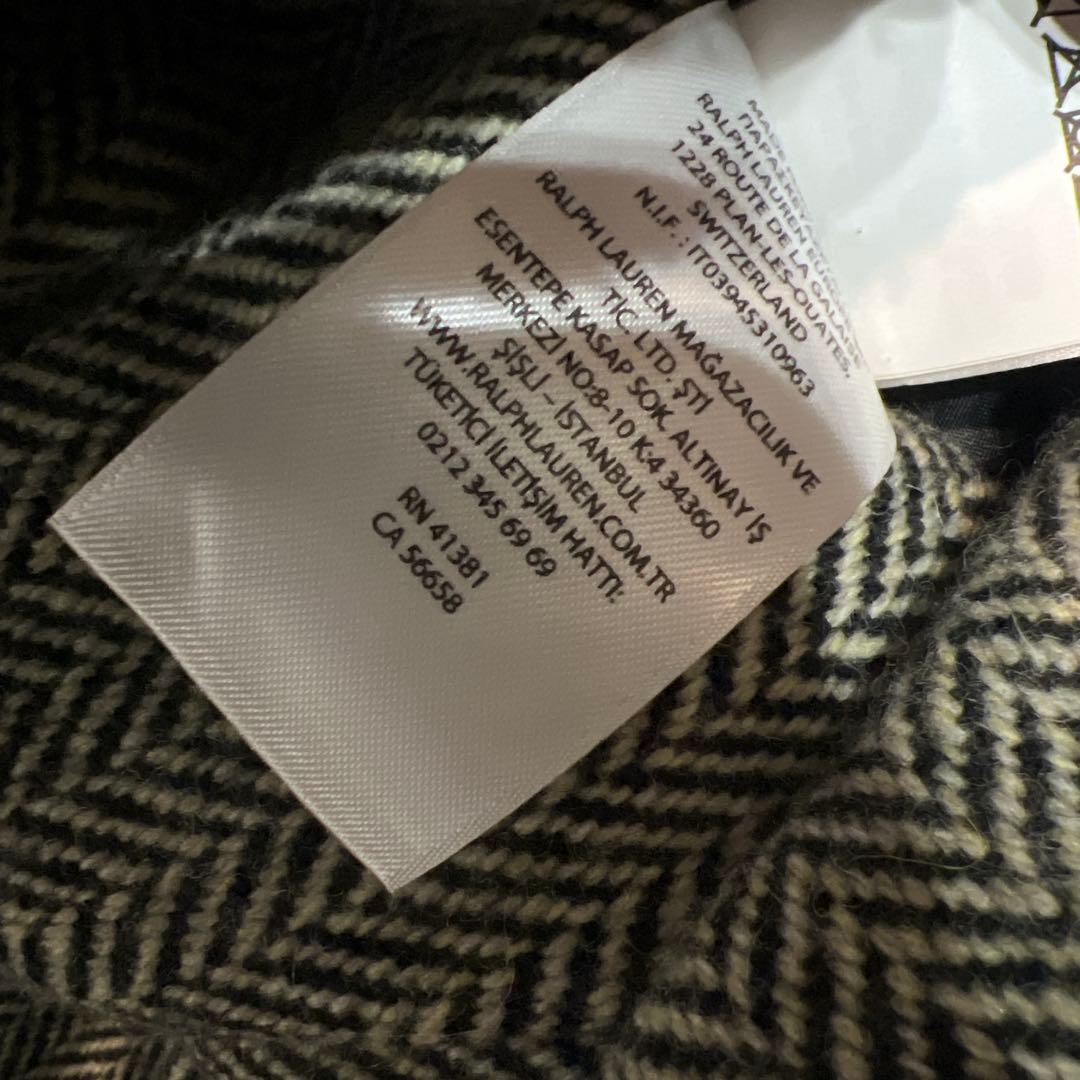 RALPH LAUREN
24 ROUTE DE LA GALAISE
1228 PLAN-LES-OUATES.
SWITZERLAND
N.I.F. : IT03945310963
RALPH LAUREN MAĞAZACILIK VE
TİC. LTD. ŞTİ
ESENTEPE KASAP SOK. ALTINAY İŞ
MERKEZİ NO:8-10 K:4 34360
ŞİŞLİ – İSTANBUL
WWW.RALPHLAUREN.COM.TR
TÜKETİCİ İLETİŞİM HATTI:
0212 345 69 69
RN 41381
CA 56658